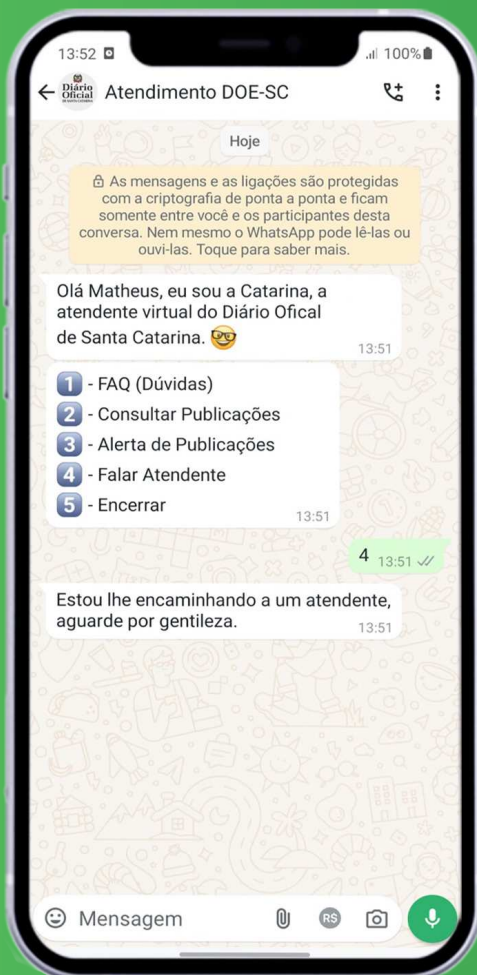 13:52
100%
Diário
Oficial
Atendimento DOE-SC
Hoje
As mensagens e as ligações são protegidas
com a criptografia de ponta a ponta e ficam
somente entre você e os participantes desta
conversa. Nem mesmo o WhatsApp pode lê-las ou
ouvi-las. Toque para saber mais.
Olá Matheus, eu sou a Catarina, a
atendente virtual do Diário Ofical
de Santa Catarina. 🤓
13:51
1 - FAQ (Dúvidas)
2 - Consultar Publicações
3 - Alerta de Publicações
4 - Falar Atendente
5 - Encerrar
13:51
4 13:51
Estou lhe encaminhando a um atendente,
aguarde por gentileza.
13:51
Mensagem
R$